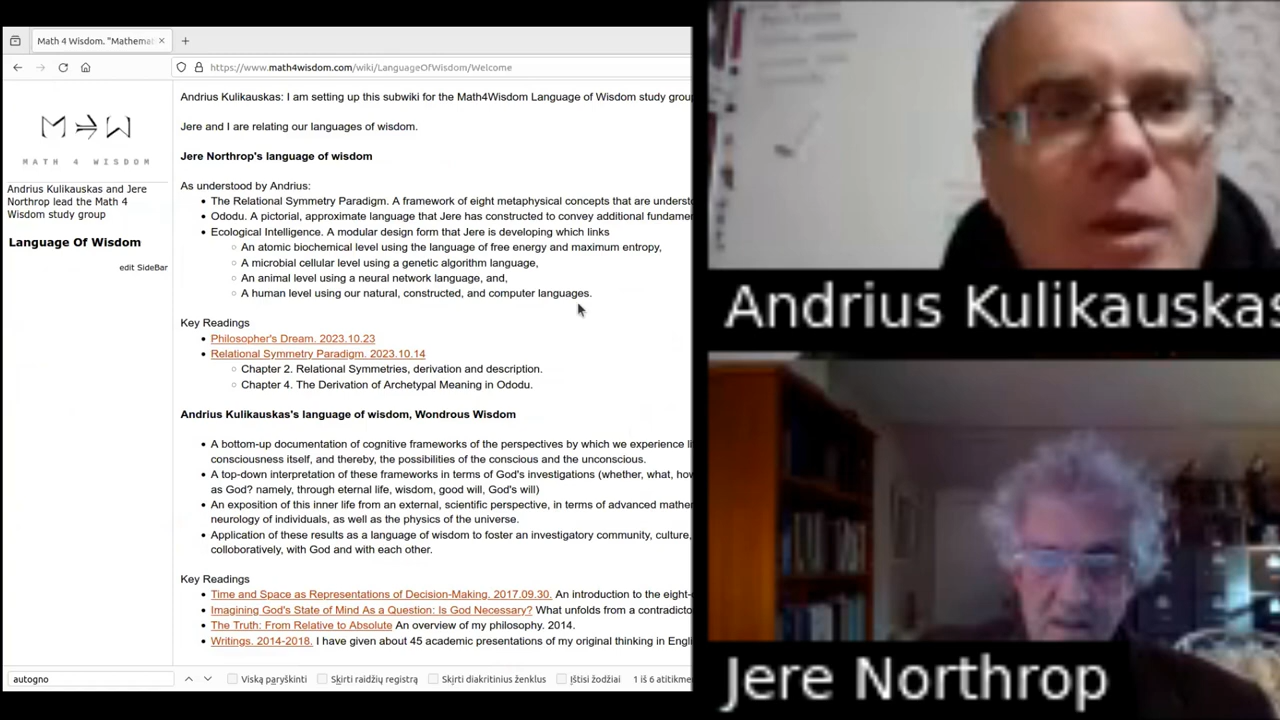 Math 4 Wisdom. "Mathema
https://www.math4wisdom.com/wiki/LanguageOfWisdom/Welcome
M W
MATH 4 WISDOM
Andrius Kulikauskas and Jere
Northrop lead the Math 4
Wisdom study group
Language Of Wisdom
edit SideBar
Andrius Kulikauskas: I am setting up this subwiki for the Math4Wisdom Language of Wisdom study grou
Jere and I are relating our languages of wisdom.
Jere Northrop's language of wisdom
As understood by Andrius:
The Relational Symmetry Paradigm. A framework of eight metaphysical concepts that are underst
Ododu. A pictorial, approximate language that Jere has constructed to convey additional fundame
Ecological Intelligence. A modular design form that Jere is developing which links
An atomic biochemical level using the language of free energy and maximum entropy,
A microbial cellular level using a genetic algorithm language,
An animal level using a neural network language, and,
A human level using our natural, constructed, and computer languages.
Key Readings
Philosopher's Dream. 2023.10.23
Relational Symmetry Paradigm. 2023.10.14
Chapter 2. Relational Symmetries, derivation and description.
Chapter 4. The Derivation of Archetypal Meaning in Ododu.
Andrius Kulikauskas's language of wisdom, Wondrous Wisdom
A bottom-up documentation of cognitive frameworks of the perspectives by which we experience li
consciousness itself, and thereby, the possibilities of the conscious and the unconscious.
A top-down interpretation of these frameworks in terms of God's investigations (whether, what, how
as God? namely, through eternal life, wisdom, good will, God's will)
An exposition of this inner life from an external, scientific perspective, in terms of advanced mather
neurology of individuals, as well as the physics of the universe.
Application of these results as a language of wisdom to foster an investigatory community, culture,
colloboratively, with God and with each other.
Key Readings
Time and Space as Representations of Decision-Making, 2017.09.30. An introduction to the eight-
Imagining God's State of Mind As a Question: Is God Necessary? What unfolds from a contradicto
The Truth: From Relative to Absolute An overview of my philosophy. 2014.
Writings. 2014-2018. I have given about 45 academic presentations of my original thinking in Engli
autogno
Viską paryškinti
Skirti raidžių registrą
Skirti diakritinius ženklus
Ištisi žodžiai
1 iš 6 atitikme
Andrius Kulikauskas
Jere Northrop